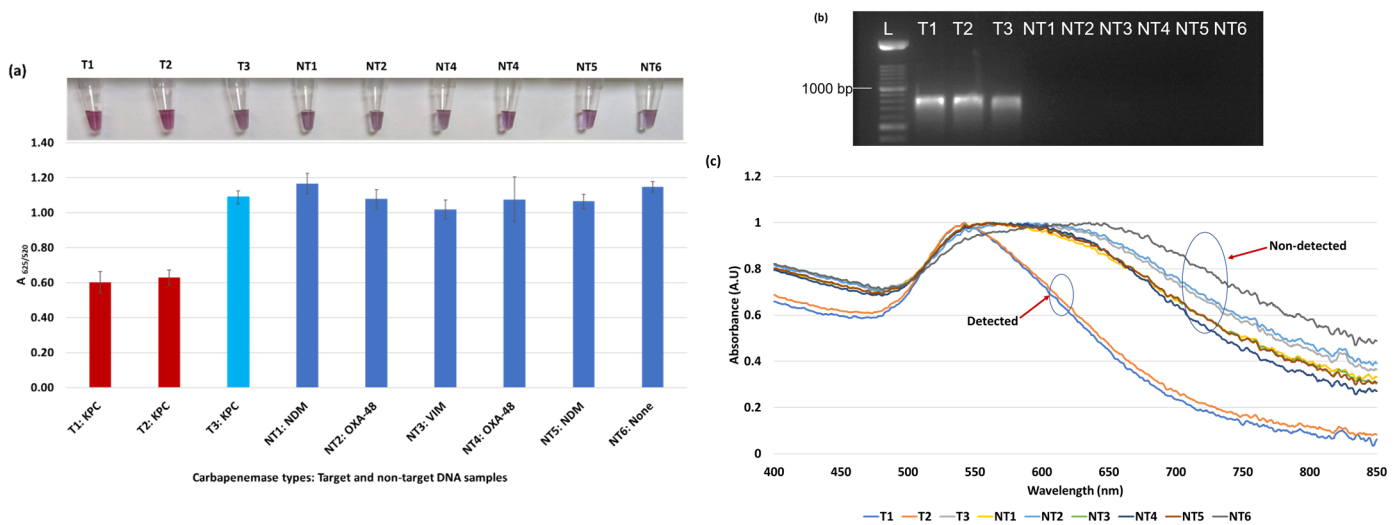 (a)
T1 T2 T3 NT1 NT2 NT4 NT4 NT5 NT6
1.40
1.20
1.00
0.80
0.60
0.40
0.20
0.00
A 625/520
T1: KPC
T2: KPC
T3: KPC
NT1: NDM
NT2: OXA-48
NT3: VIM
NT4: OXA-48
NT5: NDM
NT6: None
Carbapenemase types: Target and non-target DNA samples
(b)
L T1 T2 T3 NT1 NT2 NT3 NT4 NT5 NT6
1000 bp
(c)
1.2
1
0.8
0.6
0.4
0.2
0
Absorbance (A.U)
Non-detected
Detected
400 450 500 550 600 650 700 750 800 850
Wavelength (nm)
T1 T2 T3 NT1 NT2 NT3 NT4 NT5 NT6